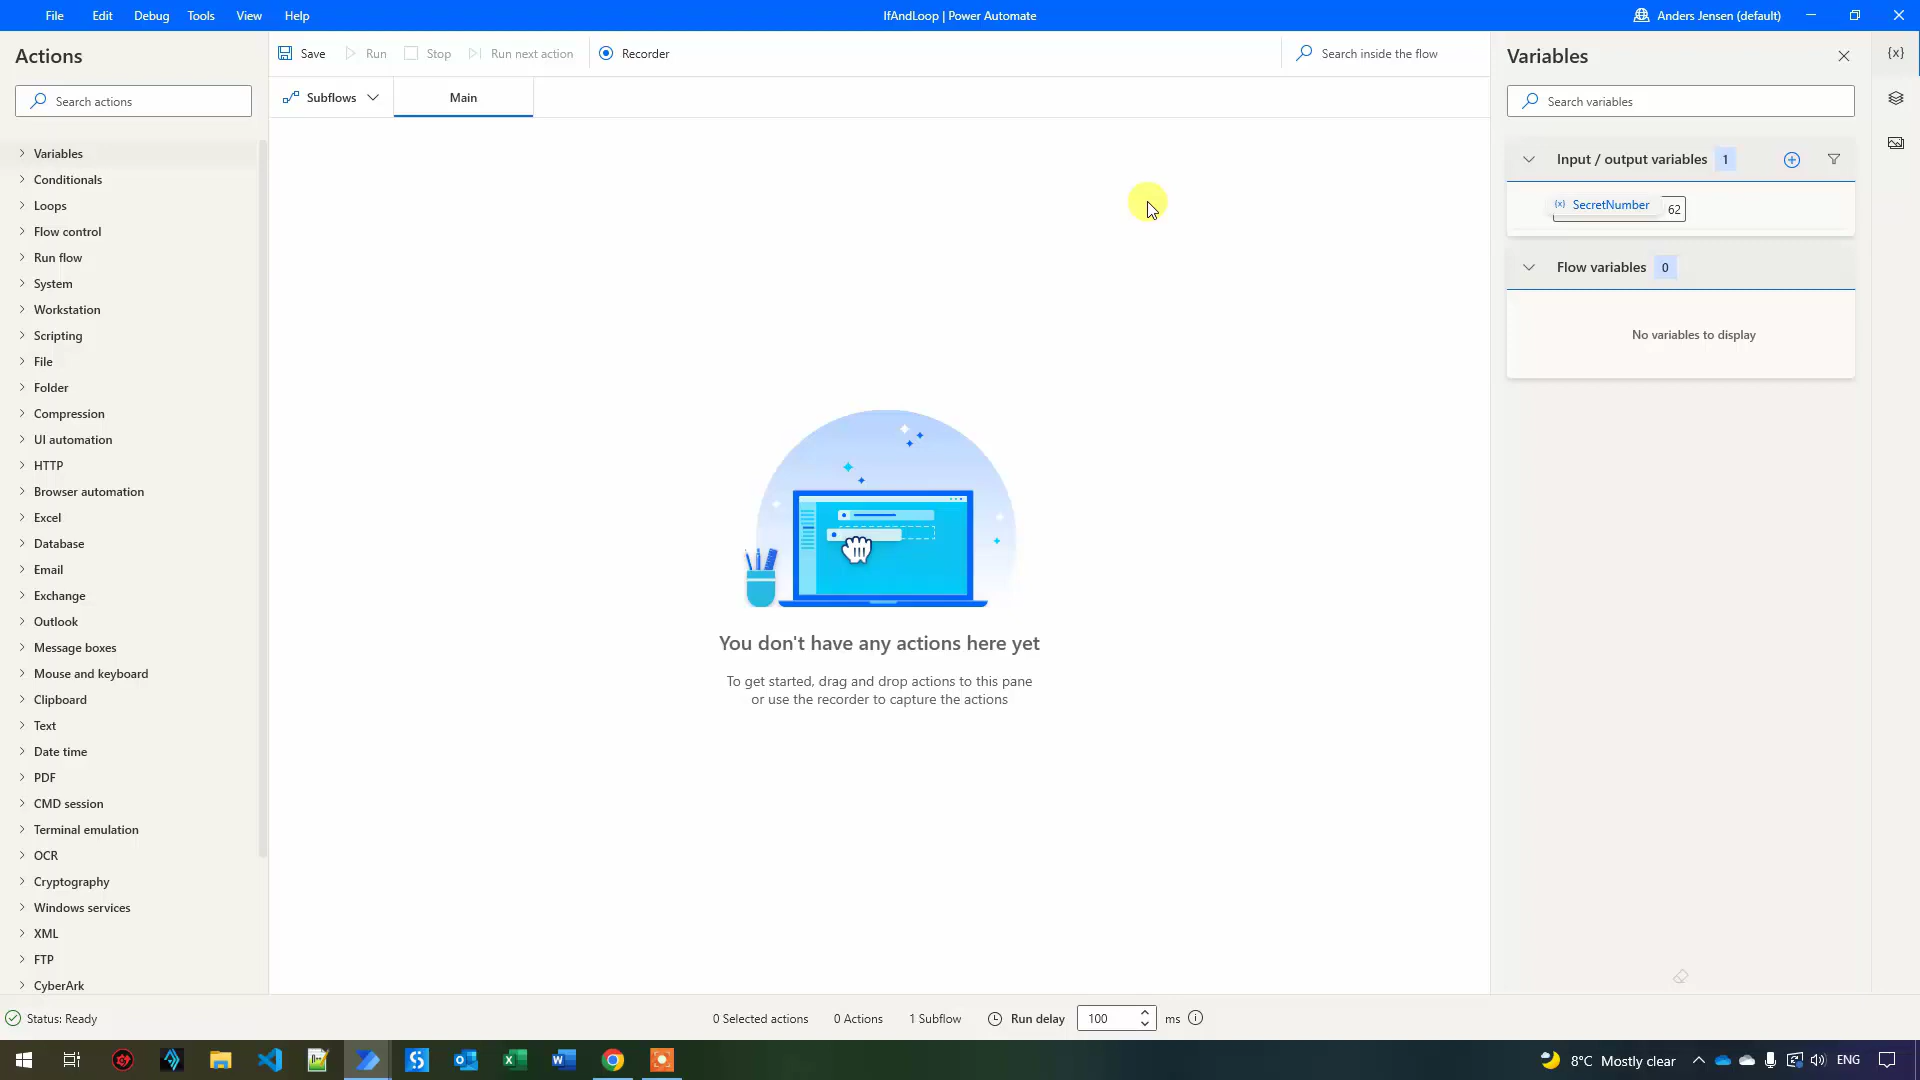 File Edit Debug Tools View Help
IfAndLoop | Power Automate
Anders Jensen (default)
Actions
Search actions
Variables
Conditionals
Loops
Flow control
Run flow
System
Workstation
Scripting
File
Folder
Compression
UI automation
HTTP
Browser automation
Excel
Database
Email
Exchange
Outlook
Message boxes
Mouse and keyboard
Clipboard
Text
Date time
PDF
CMD session
Terminal emulation
OCR
Cryptography
Windows services
XML
FTP
CyberArk
Save Run Stop Run next action Recorder
Search inside the flow
Subflows Main
You don't have any actions here yet
To get started, drag and drop actions to this pane
or use the recorder to capture the actions
Variables
{x}
Search variables
Input / output variables 1
(x) SecretNumber 62
Flow variables 0
No variables to display
Status: Ready
0 Selected actions 0 Actions 1 Subflow Run delay 100 ms
8°C Mostly clear ENG